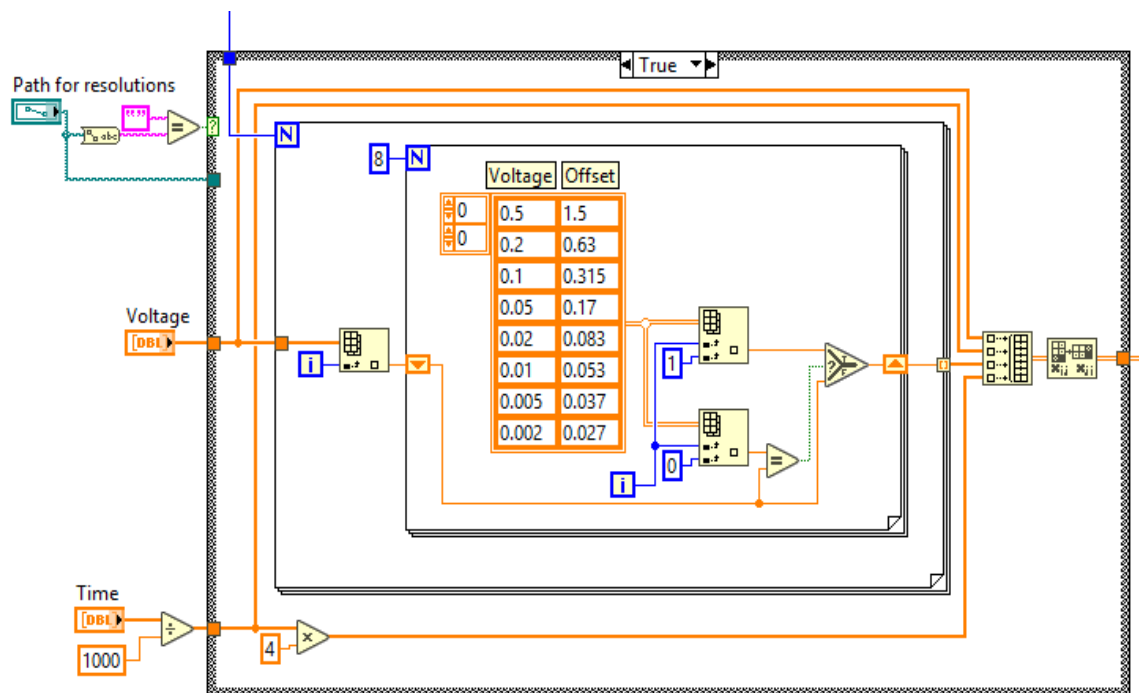 True
Path for resolutions
abc
=
?
N
8
N
Voltage Offset
0
0
0.5 1.5
0.2 0.63
0.1 0.315
0.05 0.17
0.02 0.083
0.01 0.053
0.005 0.037
0.002 0.027
Voltage
[DBL]
i
1
? T F
0
=
i
Time
[DBL]
÷
1000
4
×